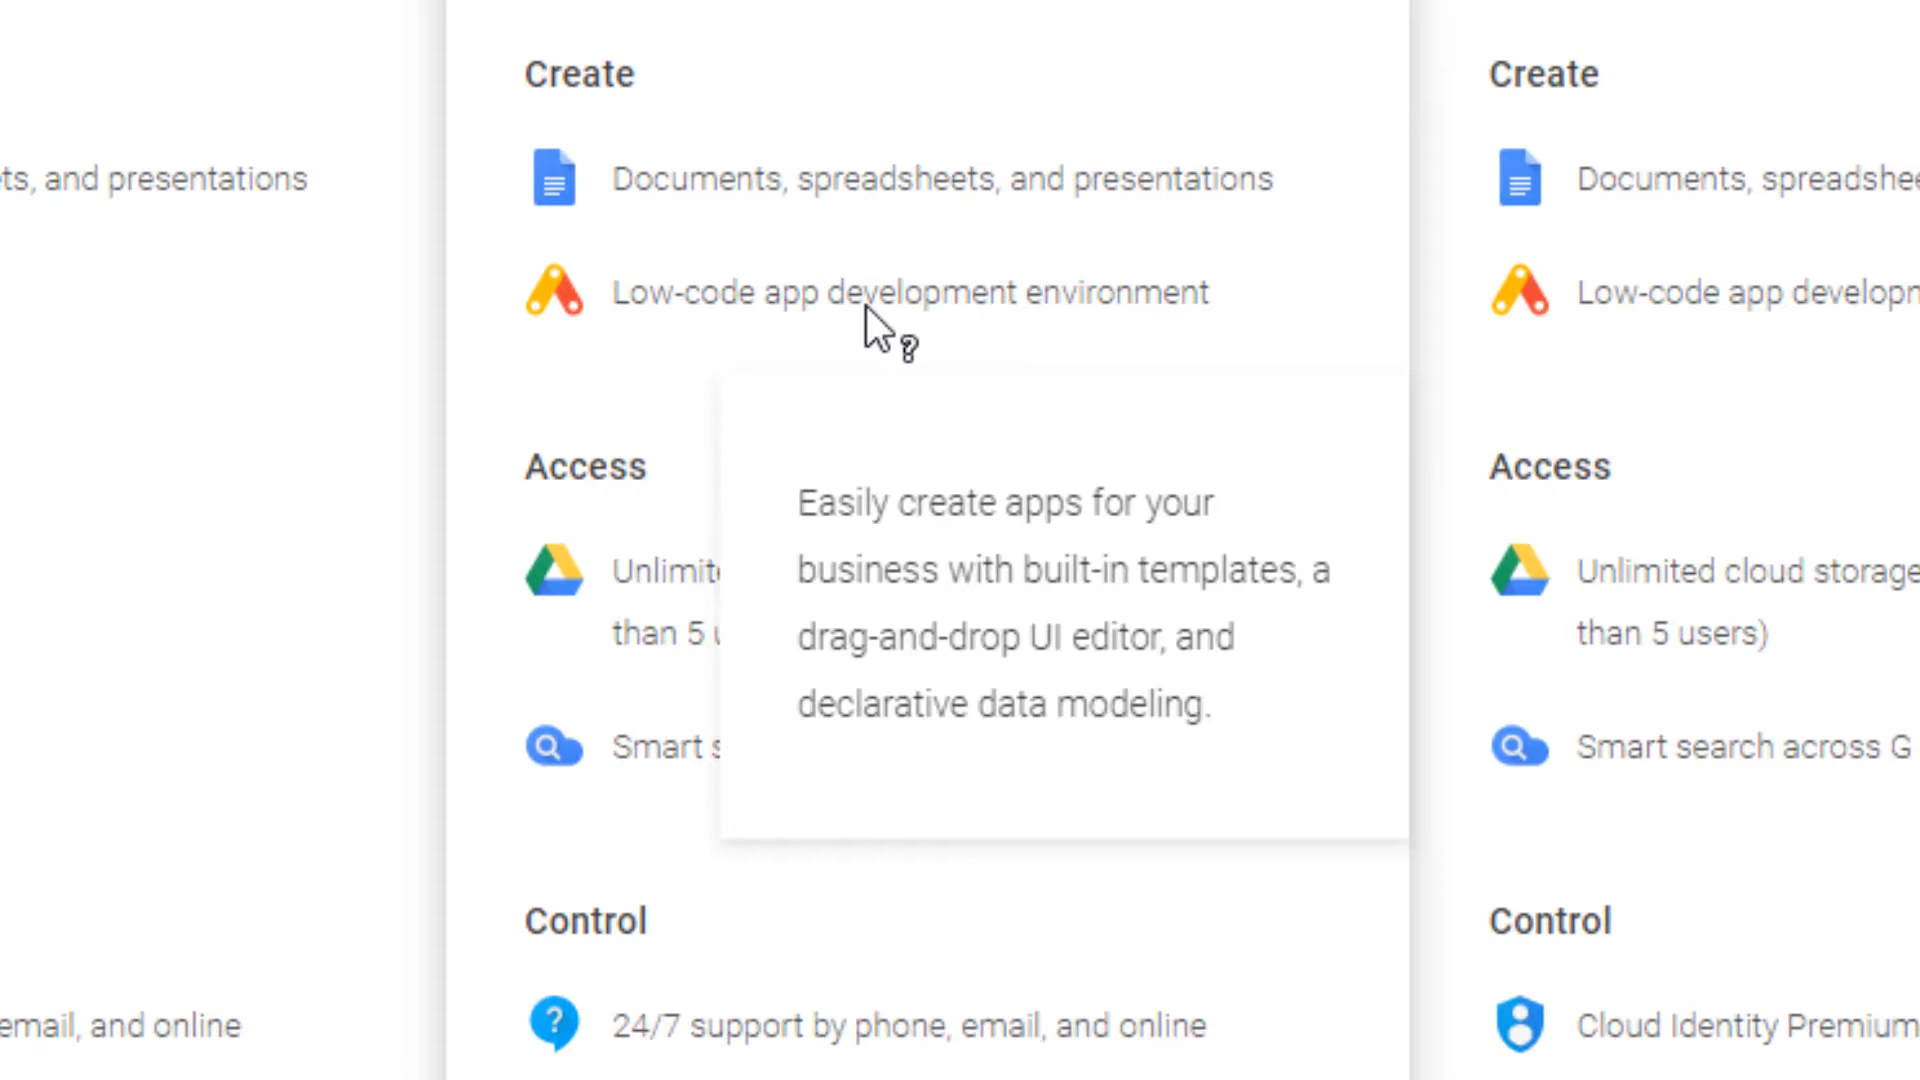 Create
Create
ts, and presentations
Documents, spreadsheets, and presentations
Documents, spreadshee
Low-code app development environment
Low-code app developn
Access
Access
Easily create apps for your
business with built-in templates, a
drag-and-drop UI editor, and
declarative data modeling.
Unlimite
than 5 u
Unlimited cloud storage
than 5 users)
Smart s
Smart search across G
Control
Control
email, and online
24/7 support by phone, email, and online
Cloud Identity Premium